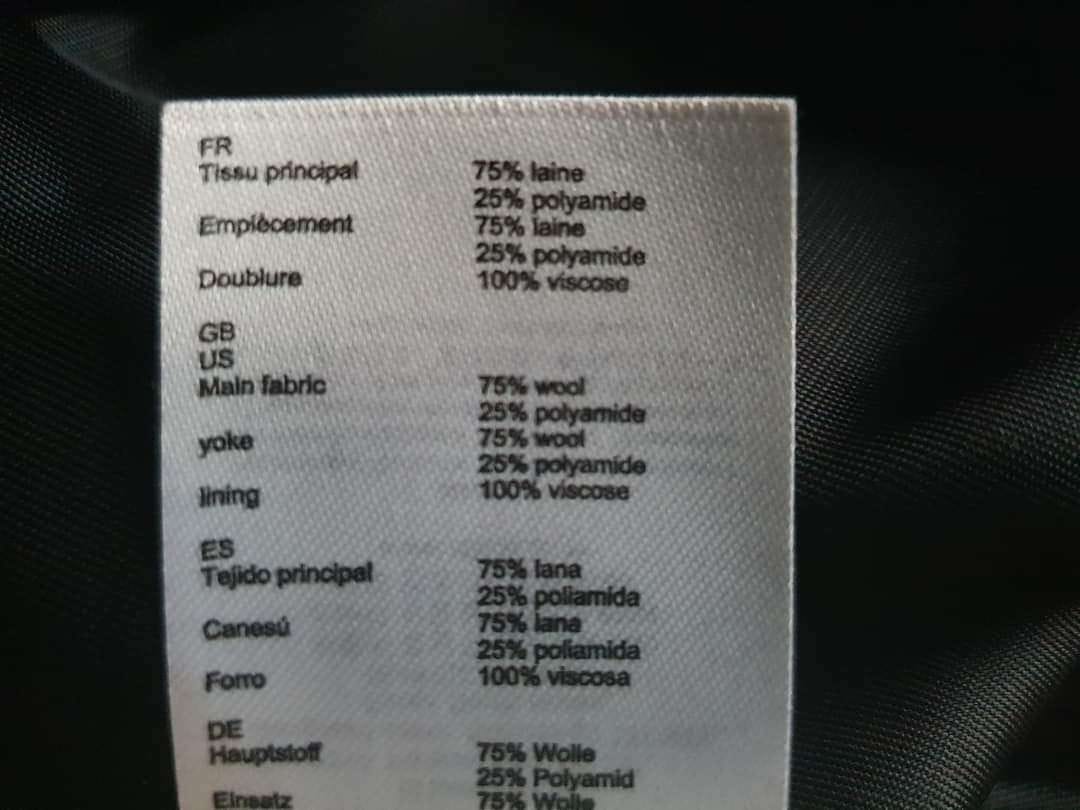 FR
Tissu principal 75% laine
25% polyamide
Empiècement 75% laine
25% polyamide
Doublure 100% viscose
GB
US
Main fabric 75% wool
25% polyamide
yoke 75% wool
25% polyamide
lining 100% viscose
ES
Tejido principal 75% lana
25% poliamida
Canesú 75% lana
25% poliamida
Forro 100% viscosa
DE
Hauptstoff 75% Wolle
25% Polyamid
Einsatz 75% Wolle